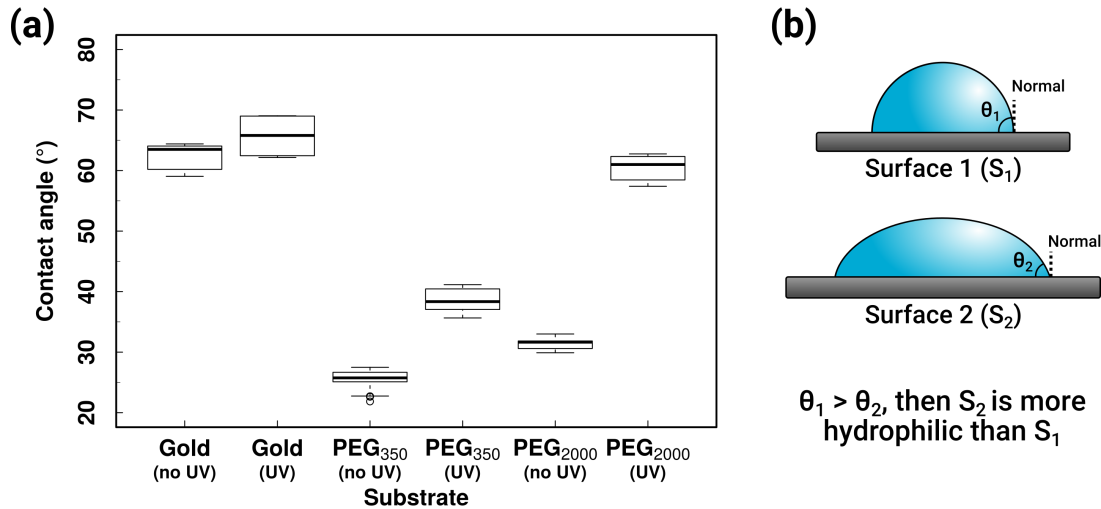 (a)
80
70
60
50
40
30
20
Contact angle (°)
Gold
(no UV)
Gold
(UV)
PEG₃₅₀
(no UV)
PEG₃₅₀
(UV)
PEG₂₀₀₀
(no UV)
PEG₂₀₀₀
(UV)
Substrate
(b)
Normal
θ₁
Surface 1 (S₁)
Normal
θ₂
Surface 2 (S₂)
θ₁ > θ₂, then S₂ is more
hydrophilic than S₁